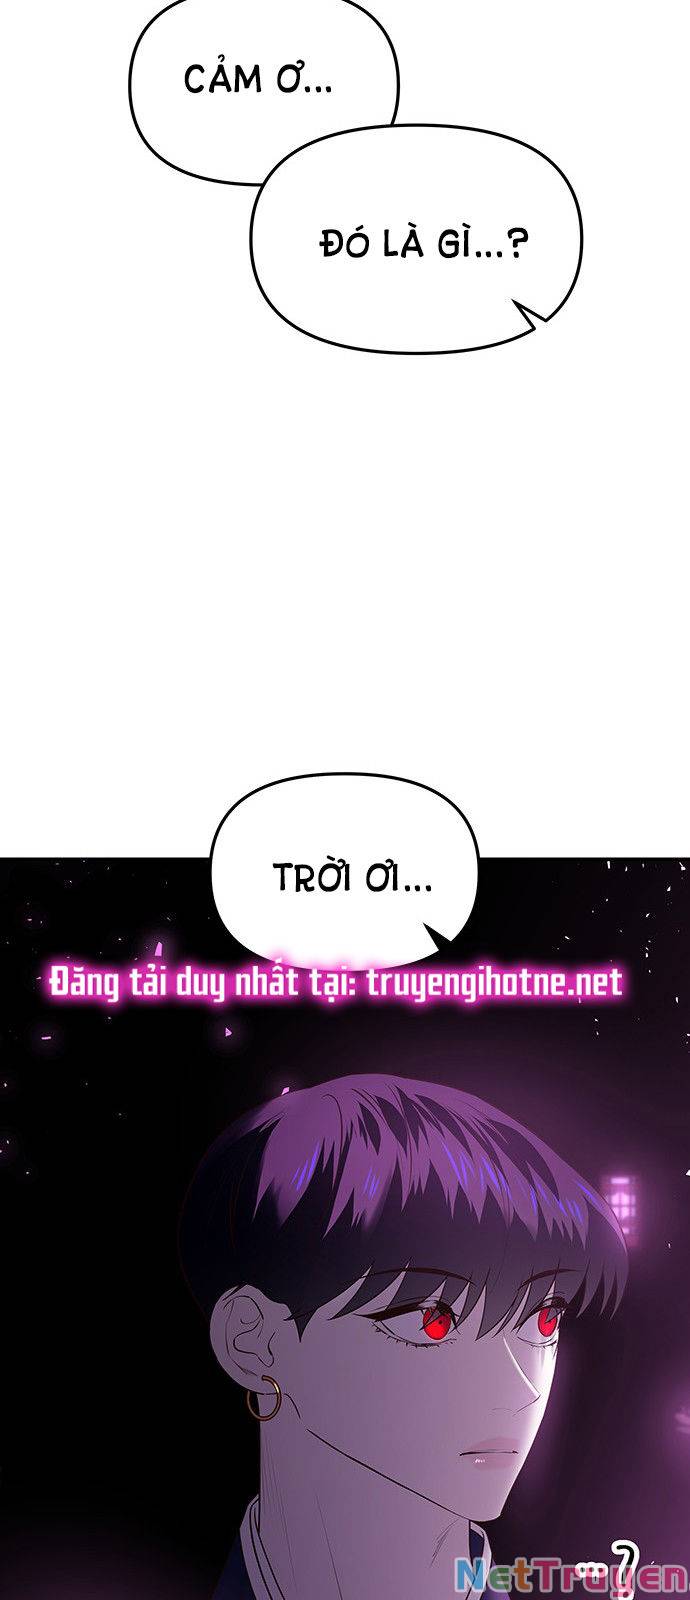 CẢM Ơ...
ĐÓ LÀ GÌ...?
TRỜI ƠI...
Đăng tải duy nhất tại: truyengihotne.net
...?
NetTruyen